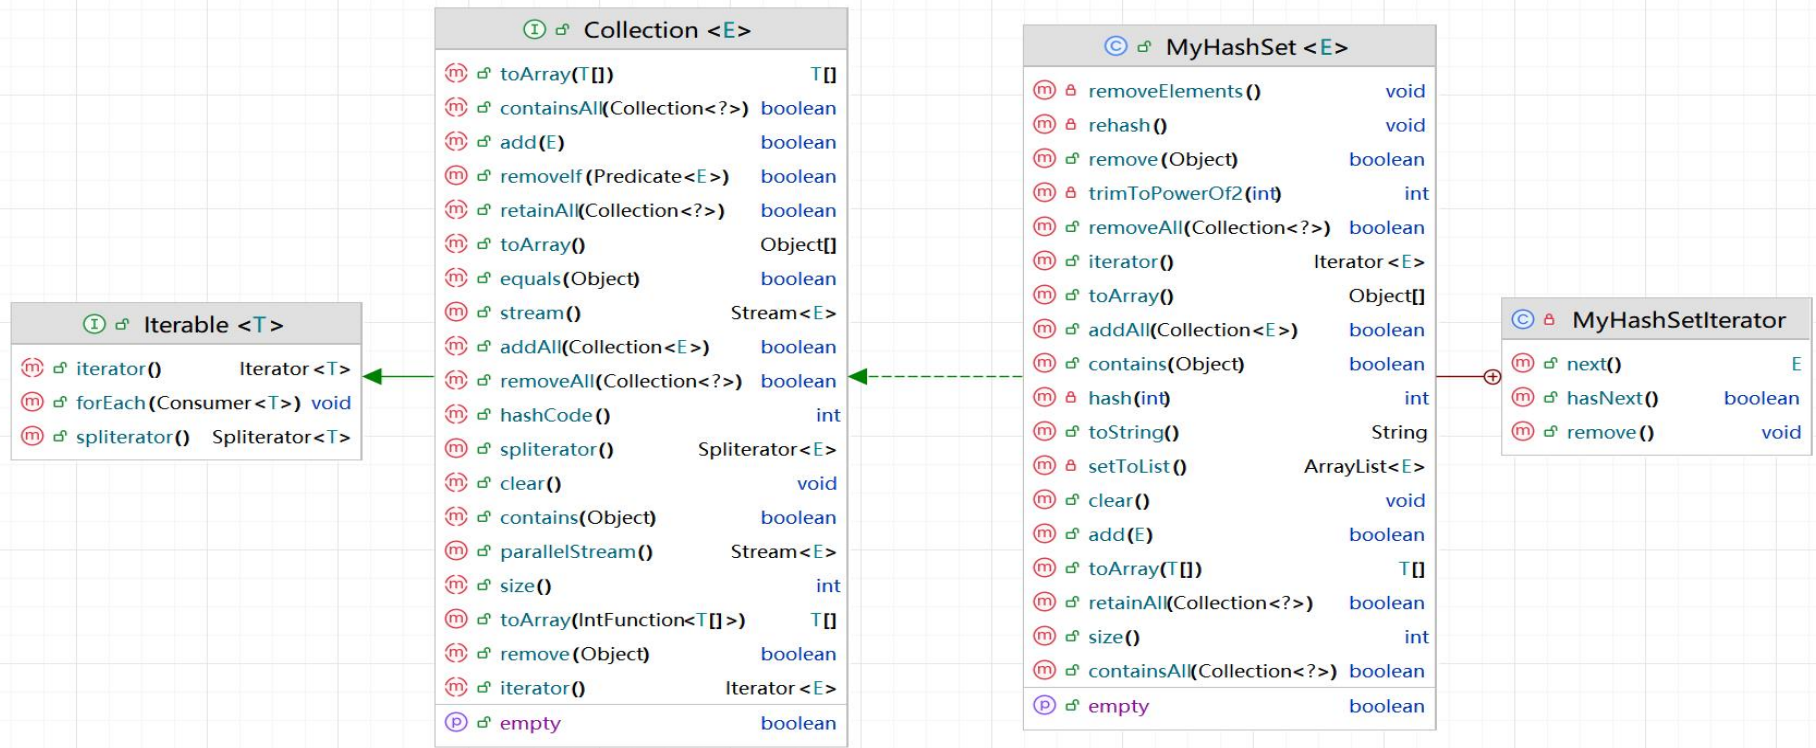 Iterable <T>
iterator() Iterator<T>
forEach(Consumer<T>) void
spliterator() Spliterator<T>
Collection <E>
toArray(T[]) T[]
containsAll(Collection<?>) boolean
add(E) boolean
removeIf(Predicate<E>) boolean
retainAll(Collection<?>) boolean
toArray() Object[]
equals(Object) boolean
stream() Stream<E>
addAll(Collection<E>) boolean
removeAll(Collection<?>) boolean
hashCode() int
spliterator() Spliterator<E>
clear() void
contains(Object) boolean
parallelStream() Stream<E>
size() int
toArray(IntFunction<T[]>) T[]
remove(Object) boolean
iterator() Iterator<E>
empty boolean
MyHashSet <E>
removeElements() void
rehash() void
remove(Object) boolean
trimToPowerOf2(int) int
removeAll(Collection<?>) boolean
iterator() Iterator<E>
toArray() Object[]
addAll(Collection<E>) boolean
contains(Object) boolean
hash(int) int
toString() String
setToList() ArrayList<E>
clear() void
add(E) boolean
toArray(T[]) T[]
retainAll(Collection<?>) boolean
size() int
containsAll(Collection<?>) boolean
empty boolean
MyHashSetIterator
next() E
hasNext() boolean
remove() void